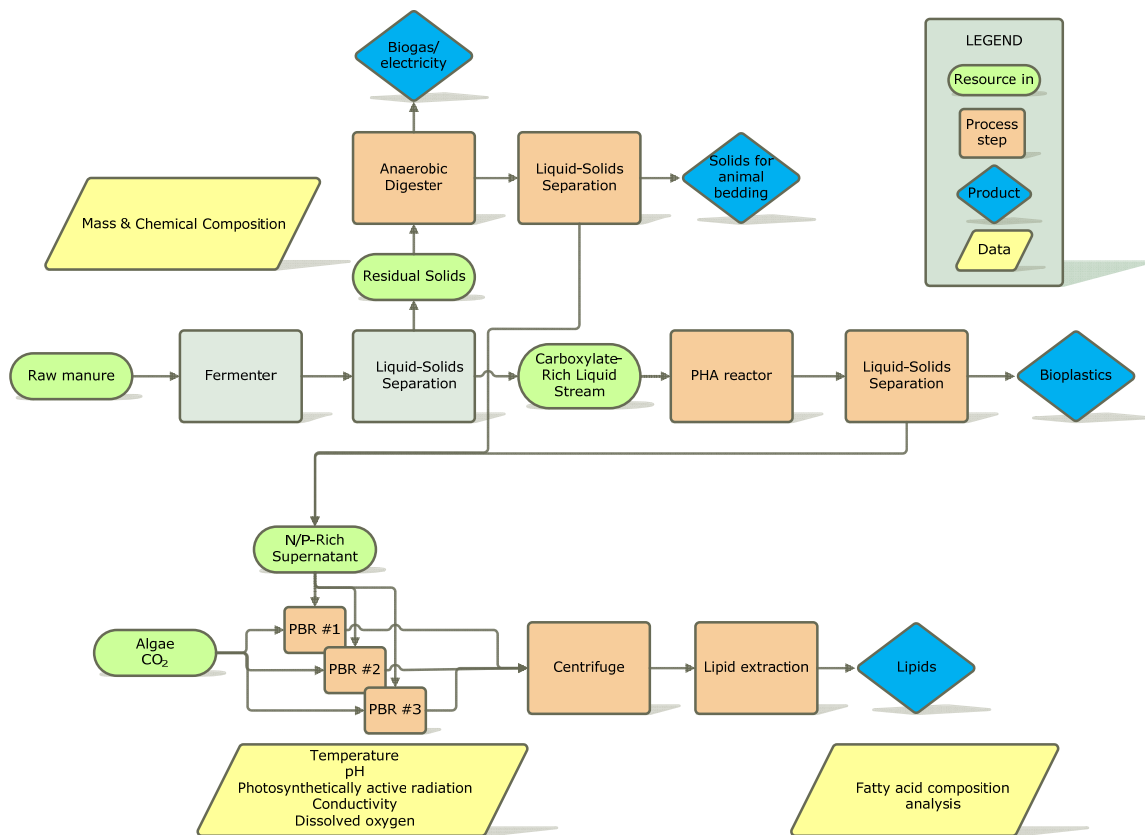 Biogas/
electricity
LEGEND
Resource in
Process
step
Product
Data
Anaerobic
Digester
Liquid-Solids
Separation
Solids for
animal
bedding
Mass & Chemical Composition
Residual Solids
Raw manure
Fermenter
Liquid-Solids
Separation
Carboxylate-
Rich Liquid
Stream
PHA reactor
Liquid-Solids
Separation
Bioplastics
N/P-Rich
Supernatant
Algae
CO₂
PBR #1
PBR #2
PBR #3
Centrifuge
Lipid extraction
Lipids
Temperature
pH
Photosynthetically active radiation
Conductivity
Dissolved oxygen
Fatty acid composition
analysis